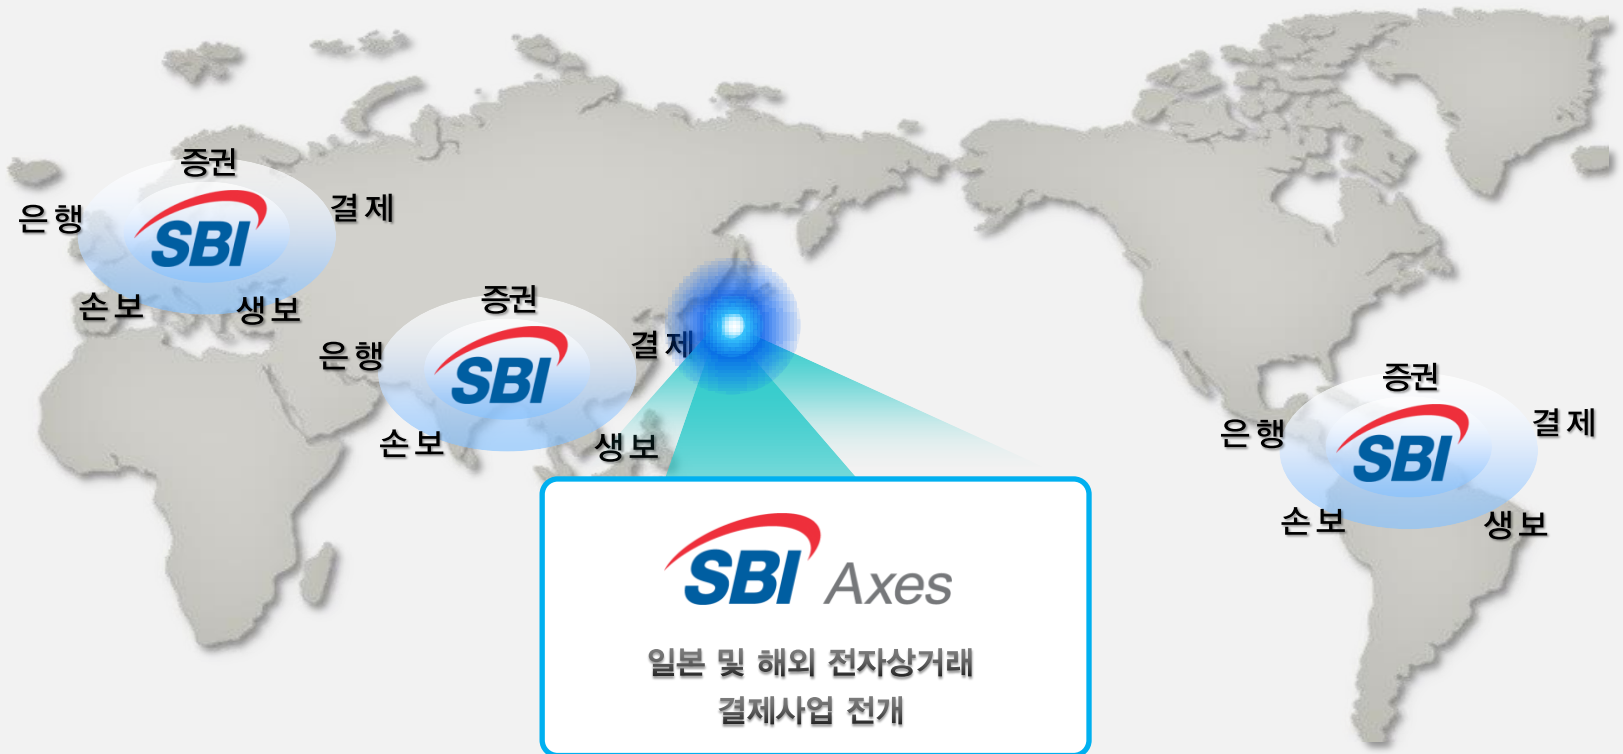 증권
은행
결제
SBI
손보
생보
증권
은행
결제
SBI
손보
생보
증권
은행
결제
SBI
손보
생보
SBI Axes
일본 및 해외 전자상거래
결제사업 전개